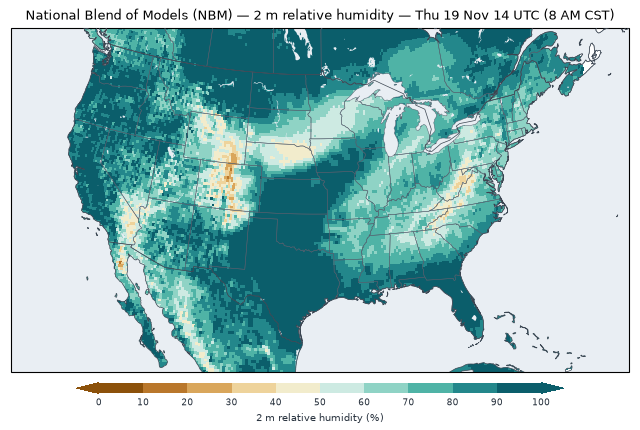 National Blend of Models (NBM) — 2 m relative humidity — Thu 19 Nov 14 UTC (8 AM CST)
0 10 20 30 40 50 60 70 80 90 100
2 m relative humidity (%)